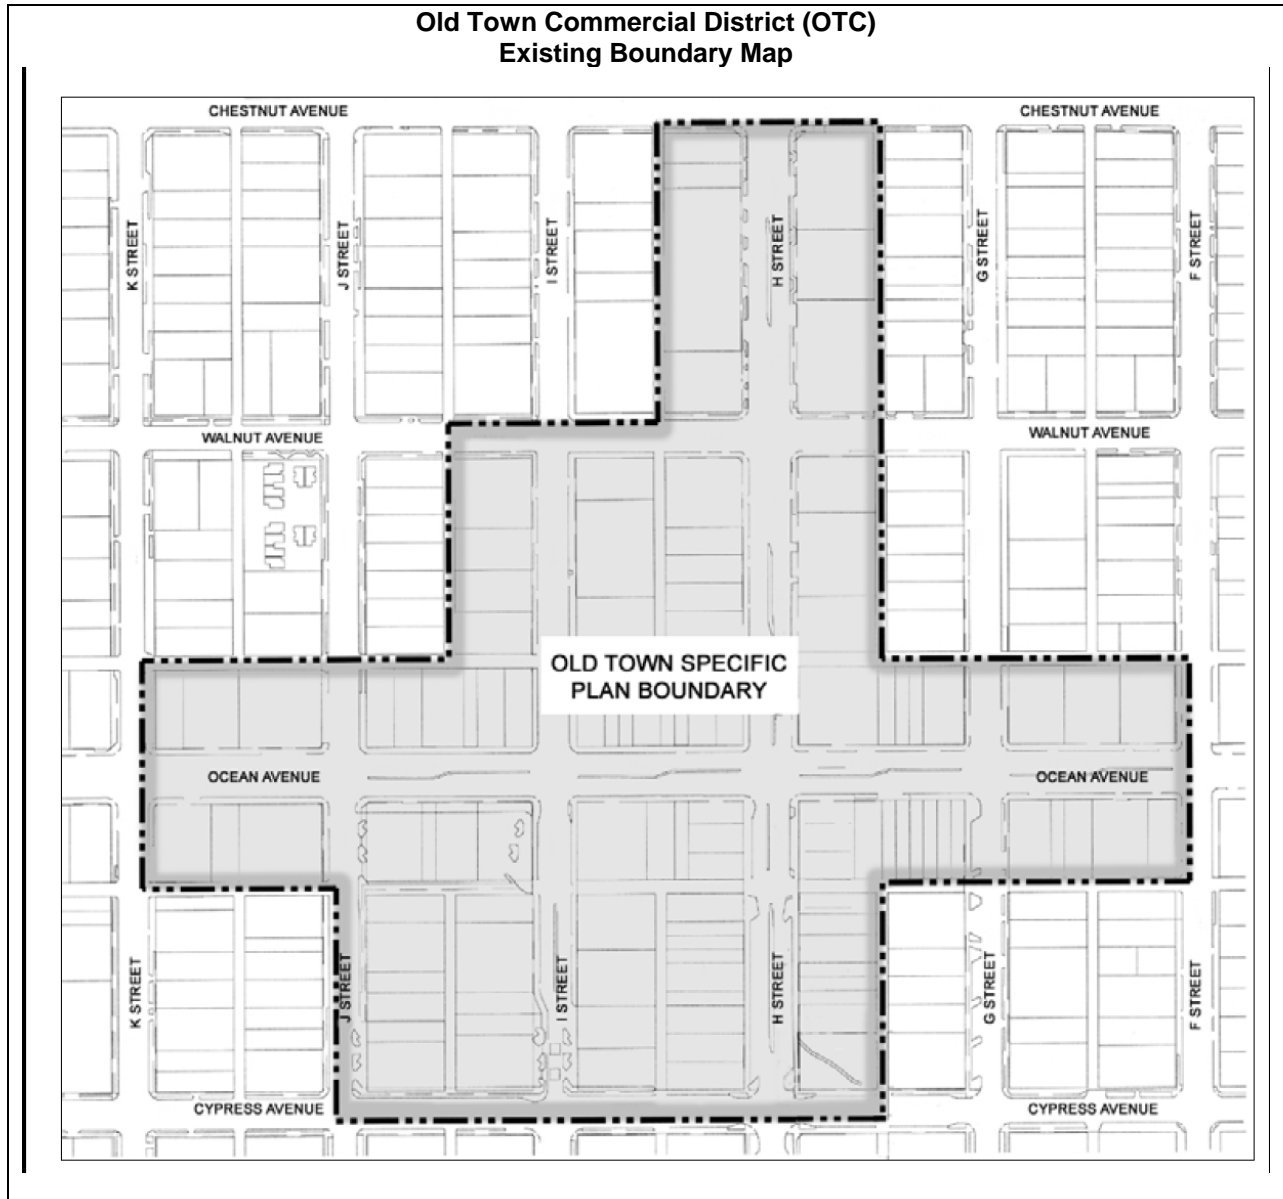 Old Town Commercial District (OTC)
Existing Boundary Map
CHESTNUT AVENUE
CHESTNUT AVENUE
K STREET
J STREET
I STREET
H STREET
G STREET
F STREET
WALNUT AVENUE
WALNUT AVENUE
OLD TOWN SPECIFIC
PLAN BOUNDARY
OCEAN AVENUE
OCEAN AVENUE
K STREET
J STREET
I STREET
H STREET
G STREET
F STREET
CYPRESS AVENUE
CYPRESS AVENUE